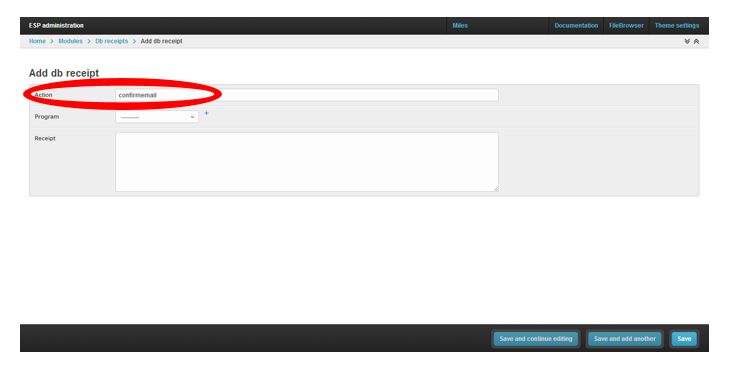 ESP administration Miles Documentation FileBrowser Theme settings
Home > Modules > Db receipts > Add db receipt
Add db receipt
Action confirmemail
Program ---------
Receipt
Save and continue editing Save and add another Save